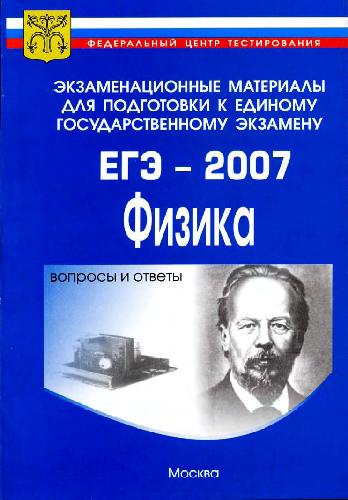 ФЕДЕРАЛЬНЫЙ ЦЕНТР ТЕСТИРОВАНИЯ
ЭКЗАМЕНАЦИОННЫЕ МАТЕРИАЛЫ
ДЛЯ ПОДГОТОВКИ К ЕДИНОМУ
ГОСУДАРСТВЕННОМУ ЭКЗАМЕНУ
ЕГЭ – 2007
Физика
вопросы и ответы
Москва